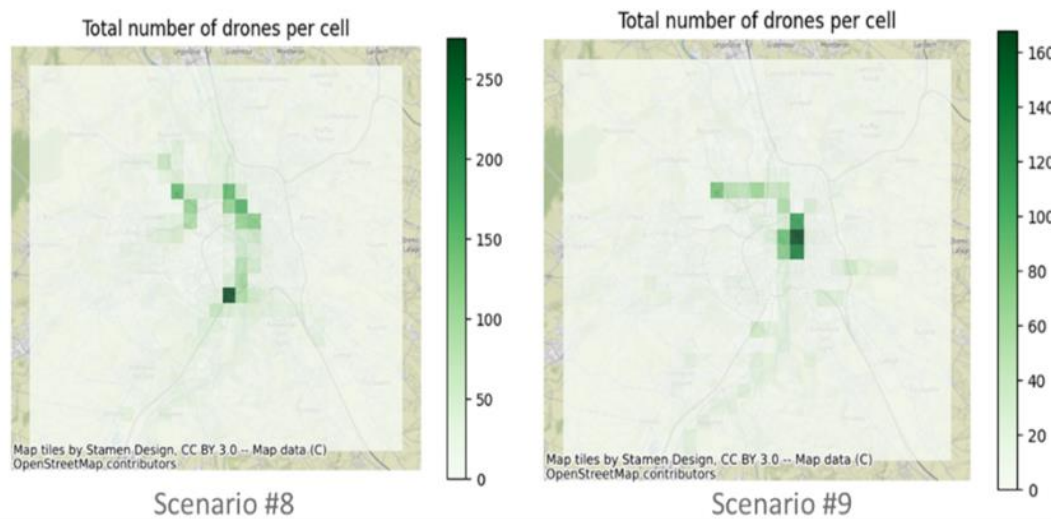 Total number of drones per cell
250
200
150
100
50
0
Map tiles by Stamen Design, CC BY 3.0 -- Map data (C)
OpenStreetMap contributors
Scenario #8
Total number of drones per cell
160
140
120
100
80
60
40
20
0
Map tiles by Stamen Design, CC BY 3.0 -- Map data (C)
OpenStreetMap contributors
Scenario #9